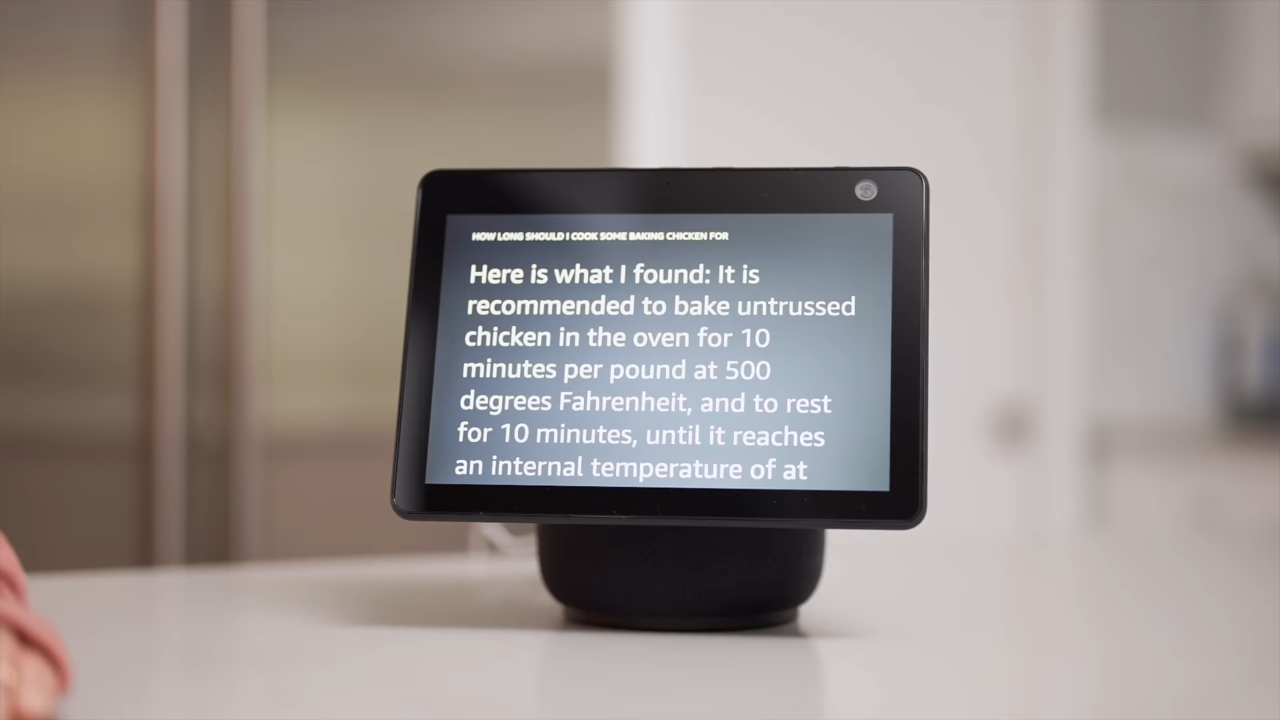 HOW LONG SHOULD I COOK SOME BAKING CHICKEN FOR
Here is what I found: It is
recommended to bake untrussed
chicken in the oven for 10
minutes per pound at 500
degrees Fahrenheit, and to rest
for 10 minutes, until it reaches
an internal temperature of at